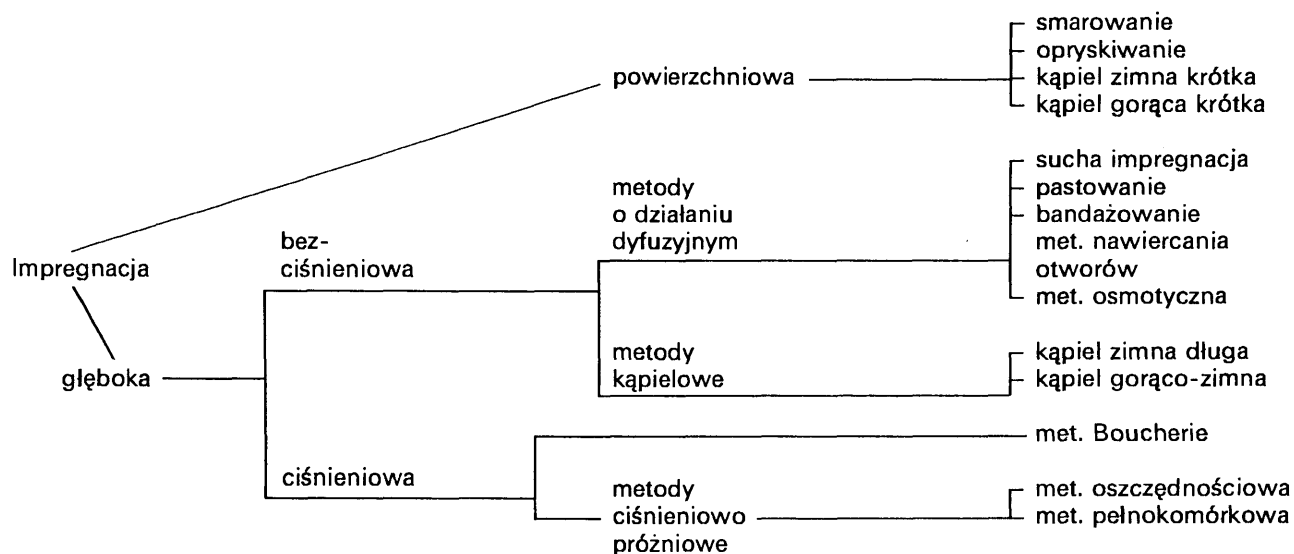 smarowanie
opryskiwanie
powierzchniowa
kąpiel zimna krótka
kąpiel gorąca krótka
sucha impregnacja
metody
pastowanie
o działaniu
bandażowanie
bez-
dyfuzyjnym
met. nawiercania
Impregnacja
ciśnieniowa
otworów
met. osmotyczna
metody
kąpiel zimna długa
głęboka
kąpielowe
kąpiel gorąco-zimna
met. Boucherie
ciśnieniowa
metody
met. oszczędnościowa
ciśnieniowo
met. pełnokomórkowa
próżniowe